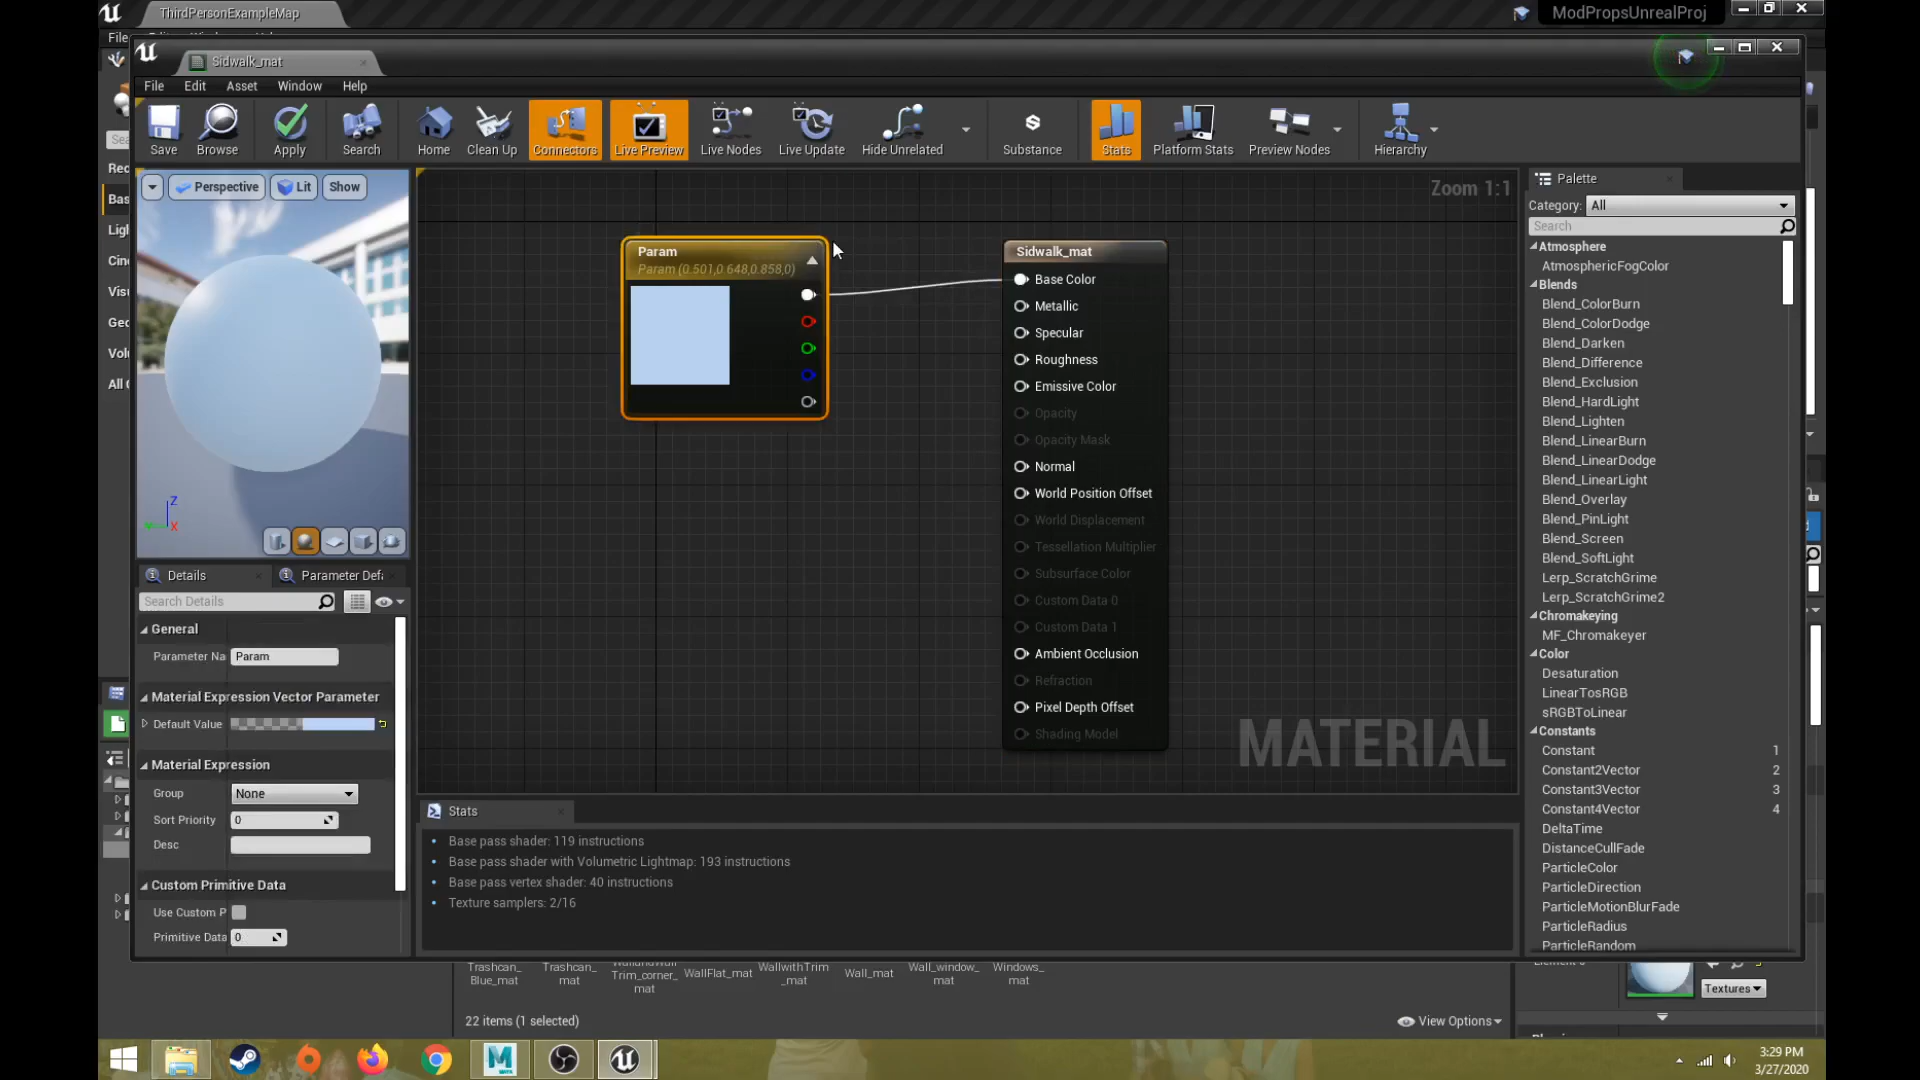 ThirdPersonExampleMap
ModPropsUnrealProj
File
Sidwalk_mat
File Edit Asset Window Help
Save Browse Apply Search Home Clean Up Connectors Live Preview Live Nodes Live Update Hide Unrelated Substance Stats Platform Stats Preview Nodes Hierarchy
Perspective Lit Show
Zoom 1:1
Param
Param (0.501,0.648,0.858,0)
Sidwalk_mat
Base Color
Metallic
Specular
Roughness
Emissive Color
Opacity
Opacity Mask
Normal
World Position Offset
World Displacement
Tessellation Multiplier
Subsurface Color
Custom Data 0
Custom Data 1
Ambient Occlusion
Refraction
Pixel Depth Offset
Shading Model
MATERIAL
Z
X
Details
Parameter Defa
Search Details
General
Parameter Na Param
Material Expression Vector Parameter
Default Value
Material Expression
Group None
Sort Priority 0
Desc
Custom Primitive Data
Use Custom P
Primitive Data 0
Stats
Base pass shader: 119 instructions
Base pass shader with Volumetric Lightmap: 193 instructions
Base pass vertex shader: 40 instructions
Texture samplers: 2/16
Palette
Category: All
Search
Atmosphere
AtmosphericFogColor
Blends
Blend_ColorBurn
Blend_ColorDodge
Blend_Darken
Blend_Difference
Blend_Exclusion
Blend_HardLight
Blend_Lighten
Blend_LinearBurn
Blend_LinearDodge
Blend_LinearLight
Blend_Overlay
Blend_PinLight
Blend_Screen
Blend_SoftLight
Lerp_ScratchGrime
Lerp_ScratchGrime2
Chromakeying
MF_Chromakeyer
Color
Desaturation
LinearTosRGB
sRGBToLinear
Constants
Constant 1
Constant2Vector 2
Constant3Vector 3
Constant4Vector 4
DeltaTime
DistanceCullFade
ParticleColor
ParticleDirection
ParticleMotionBlurFade
ParticleRadius
ParticleRandom
Trashcan_
Blue_mat
Trashcan_
mat
Trim_corner_
mat
WallFlat_mat
WallwithTrim
_mat
Wall_mat
Wall_window_
mat
Windows_
mat
Textures
22 items (1 selected)
View Options
3:29 PM
3/27/2020